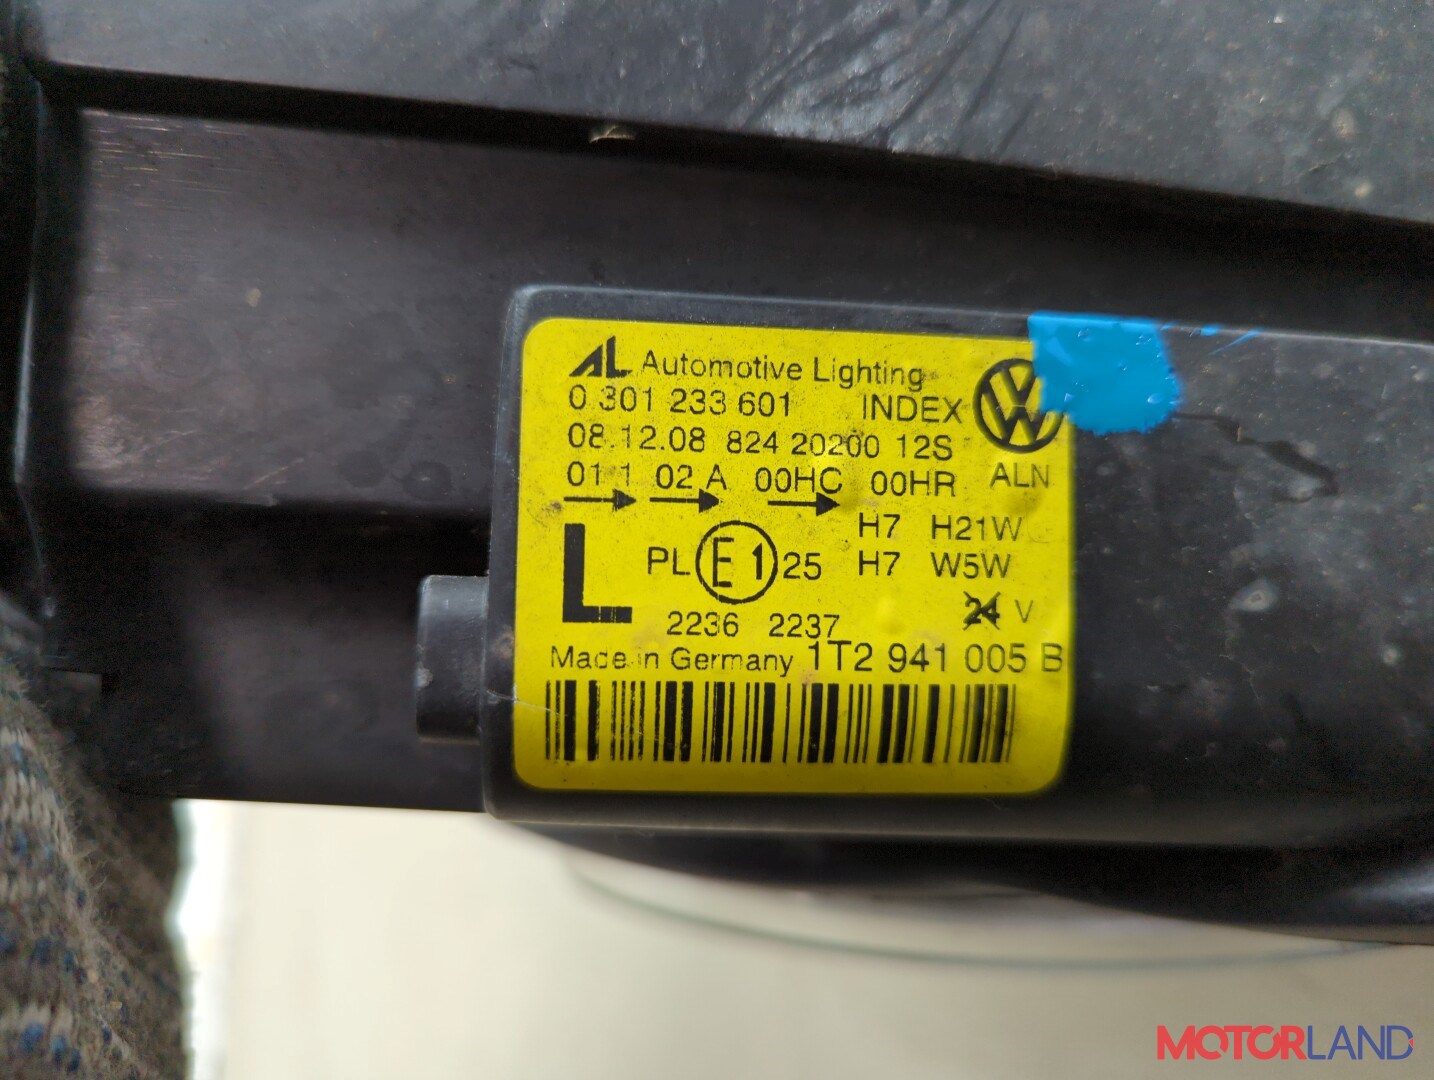 AL Automotive Lighting
0 301 233 601 INDEX
08.12.08 824 20200 12S
01 1 02 A 00HC 00HR ALN
H7 H21W
L PL E1 25 H7 W5W
24 V
2236 2237
Made in Germany 1T2 941 005 B
MOTORLAND